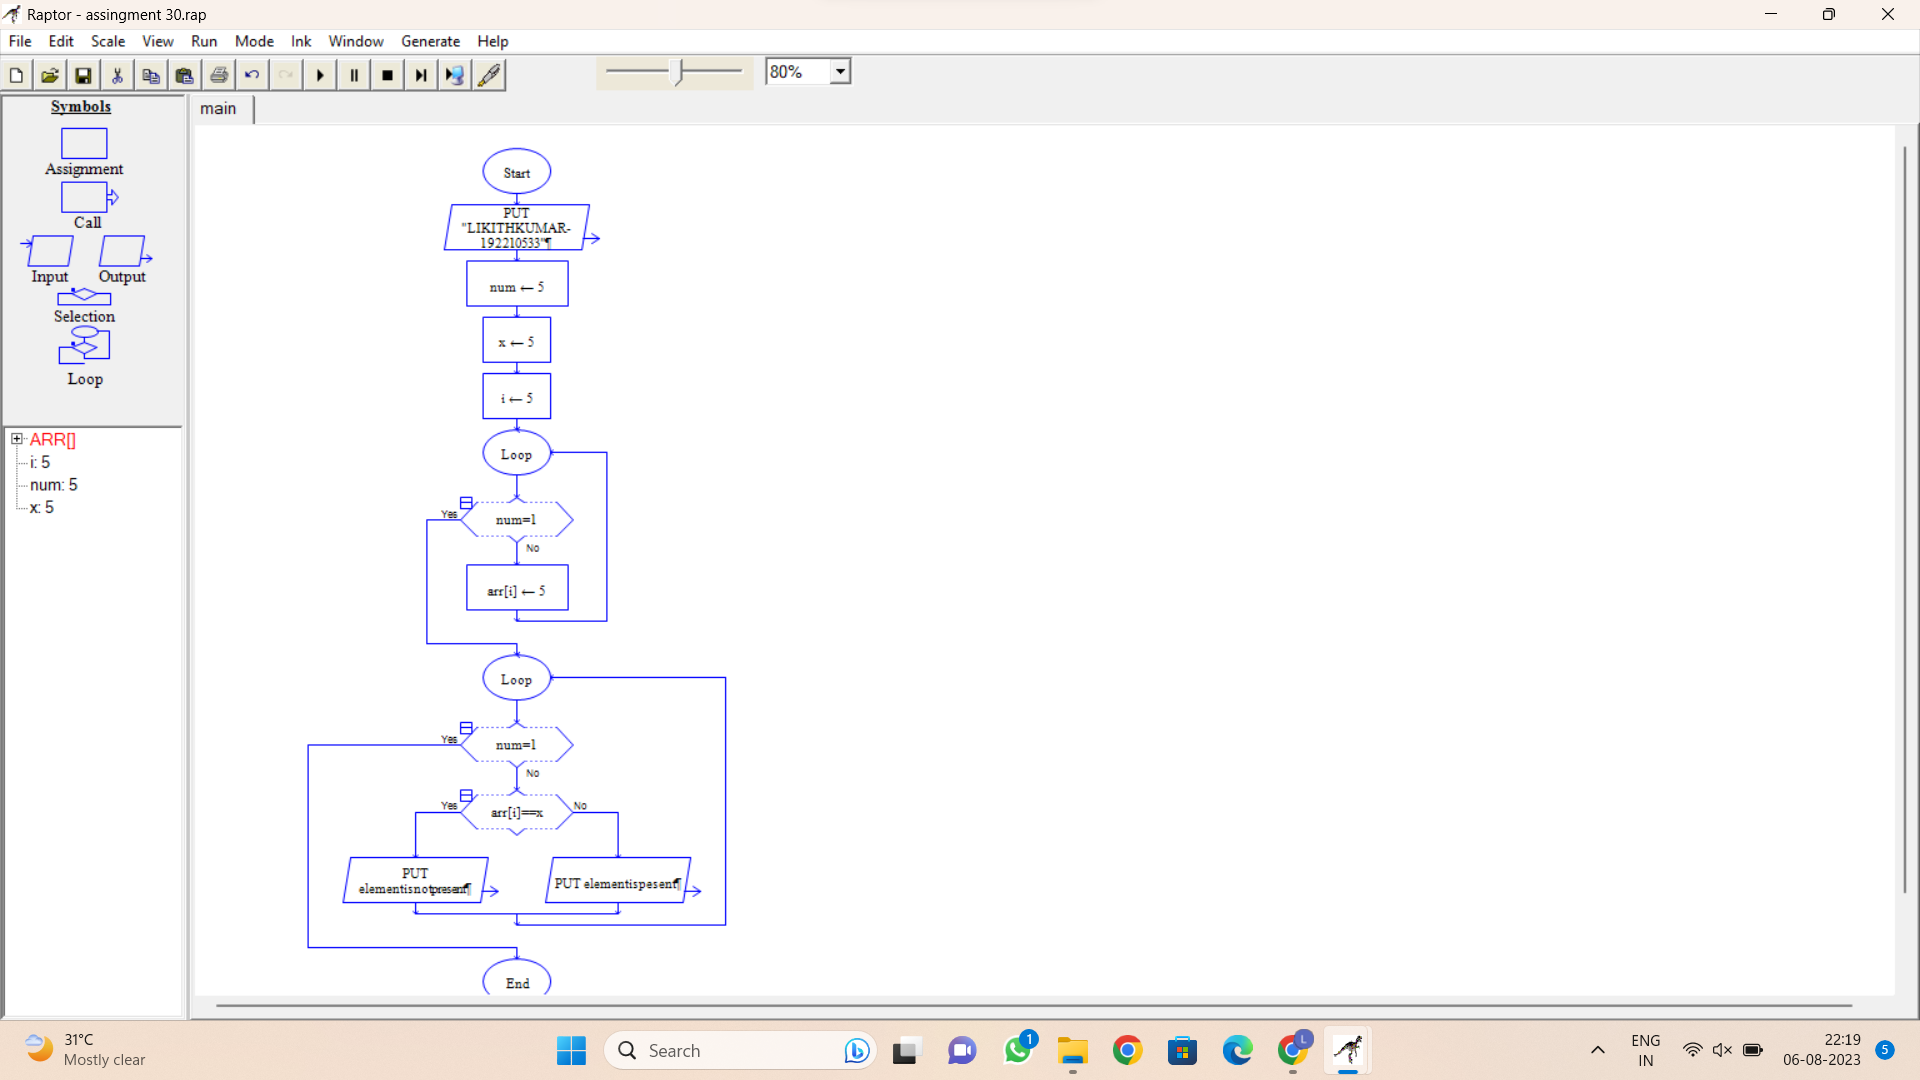 Raptor - assingment 30.rap
File Edit Scale View Run Mode Ink Window Generate Help
80%
Symbols
Assignment
Call
Input Output
Selection
Loop
ARR[]
i: 5
num: 5
x: 5
main
Start
PUT
"LIKITHKUMAR-
192210533"¶
num ← 5
x ← 5
i ← 5
Loop
Yes
num=1
No
arr[i] ← 5
Loop
Yes
num=1
No
Yes
arr[i]==x
No
PUT
elementisnotpresent¶
PUT elementispesent¶
End
31°C
Mostly clear
Search
1
L
ENG
IN
22:19
06-08-2023
5